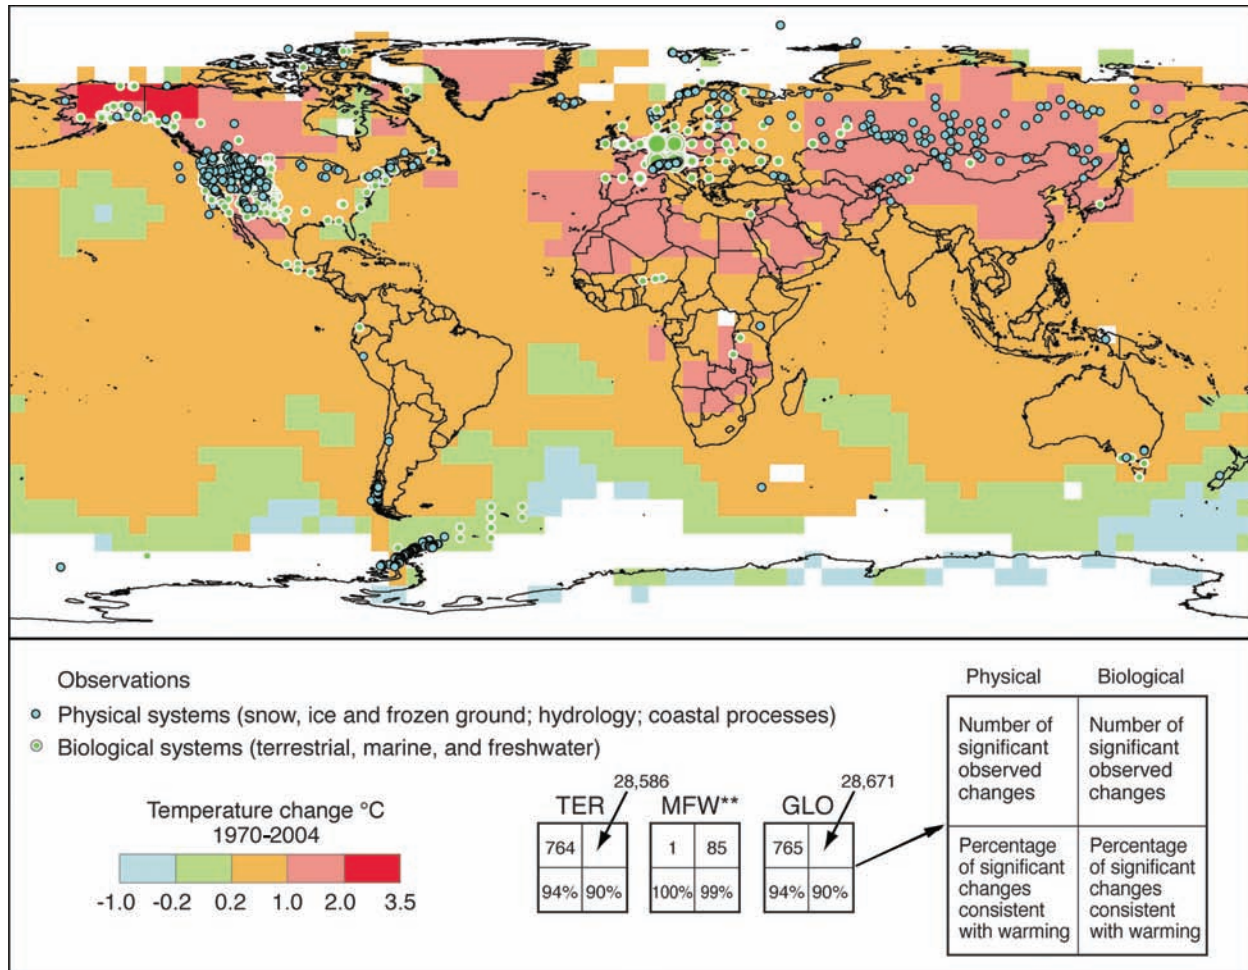 Observations
Physical systems (snow, ice and frozen ground; hydrology; coastal processes)
Biological systems (terrestrial, marine, and freshwater)
Temperature change °C
1970-2004
-1.0 -0.2 0.2 1.0 2.0 3.5
28,586
28,671
TER MFW** GLO
764 1 85 765
94% 90% 100% 99% 94% 90%
Physical Biological
Number of
significant
observed
changes
Number of
significant
observed
changes
Percentage
of significant
changes
consistent
with warming
Percentage
of significant
changes
consistent
with warming